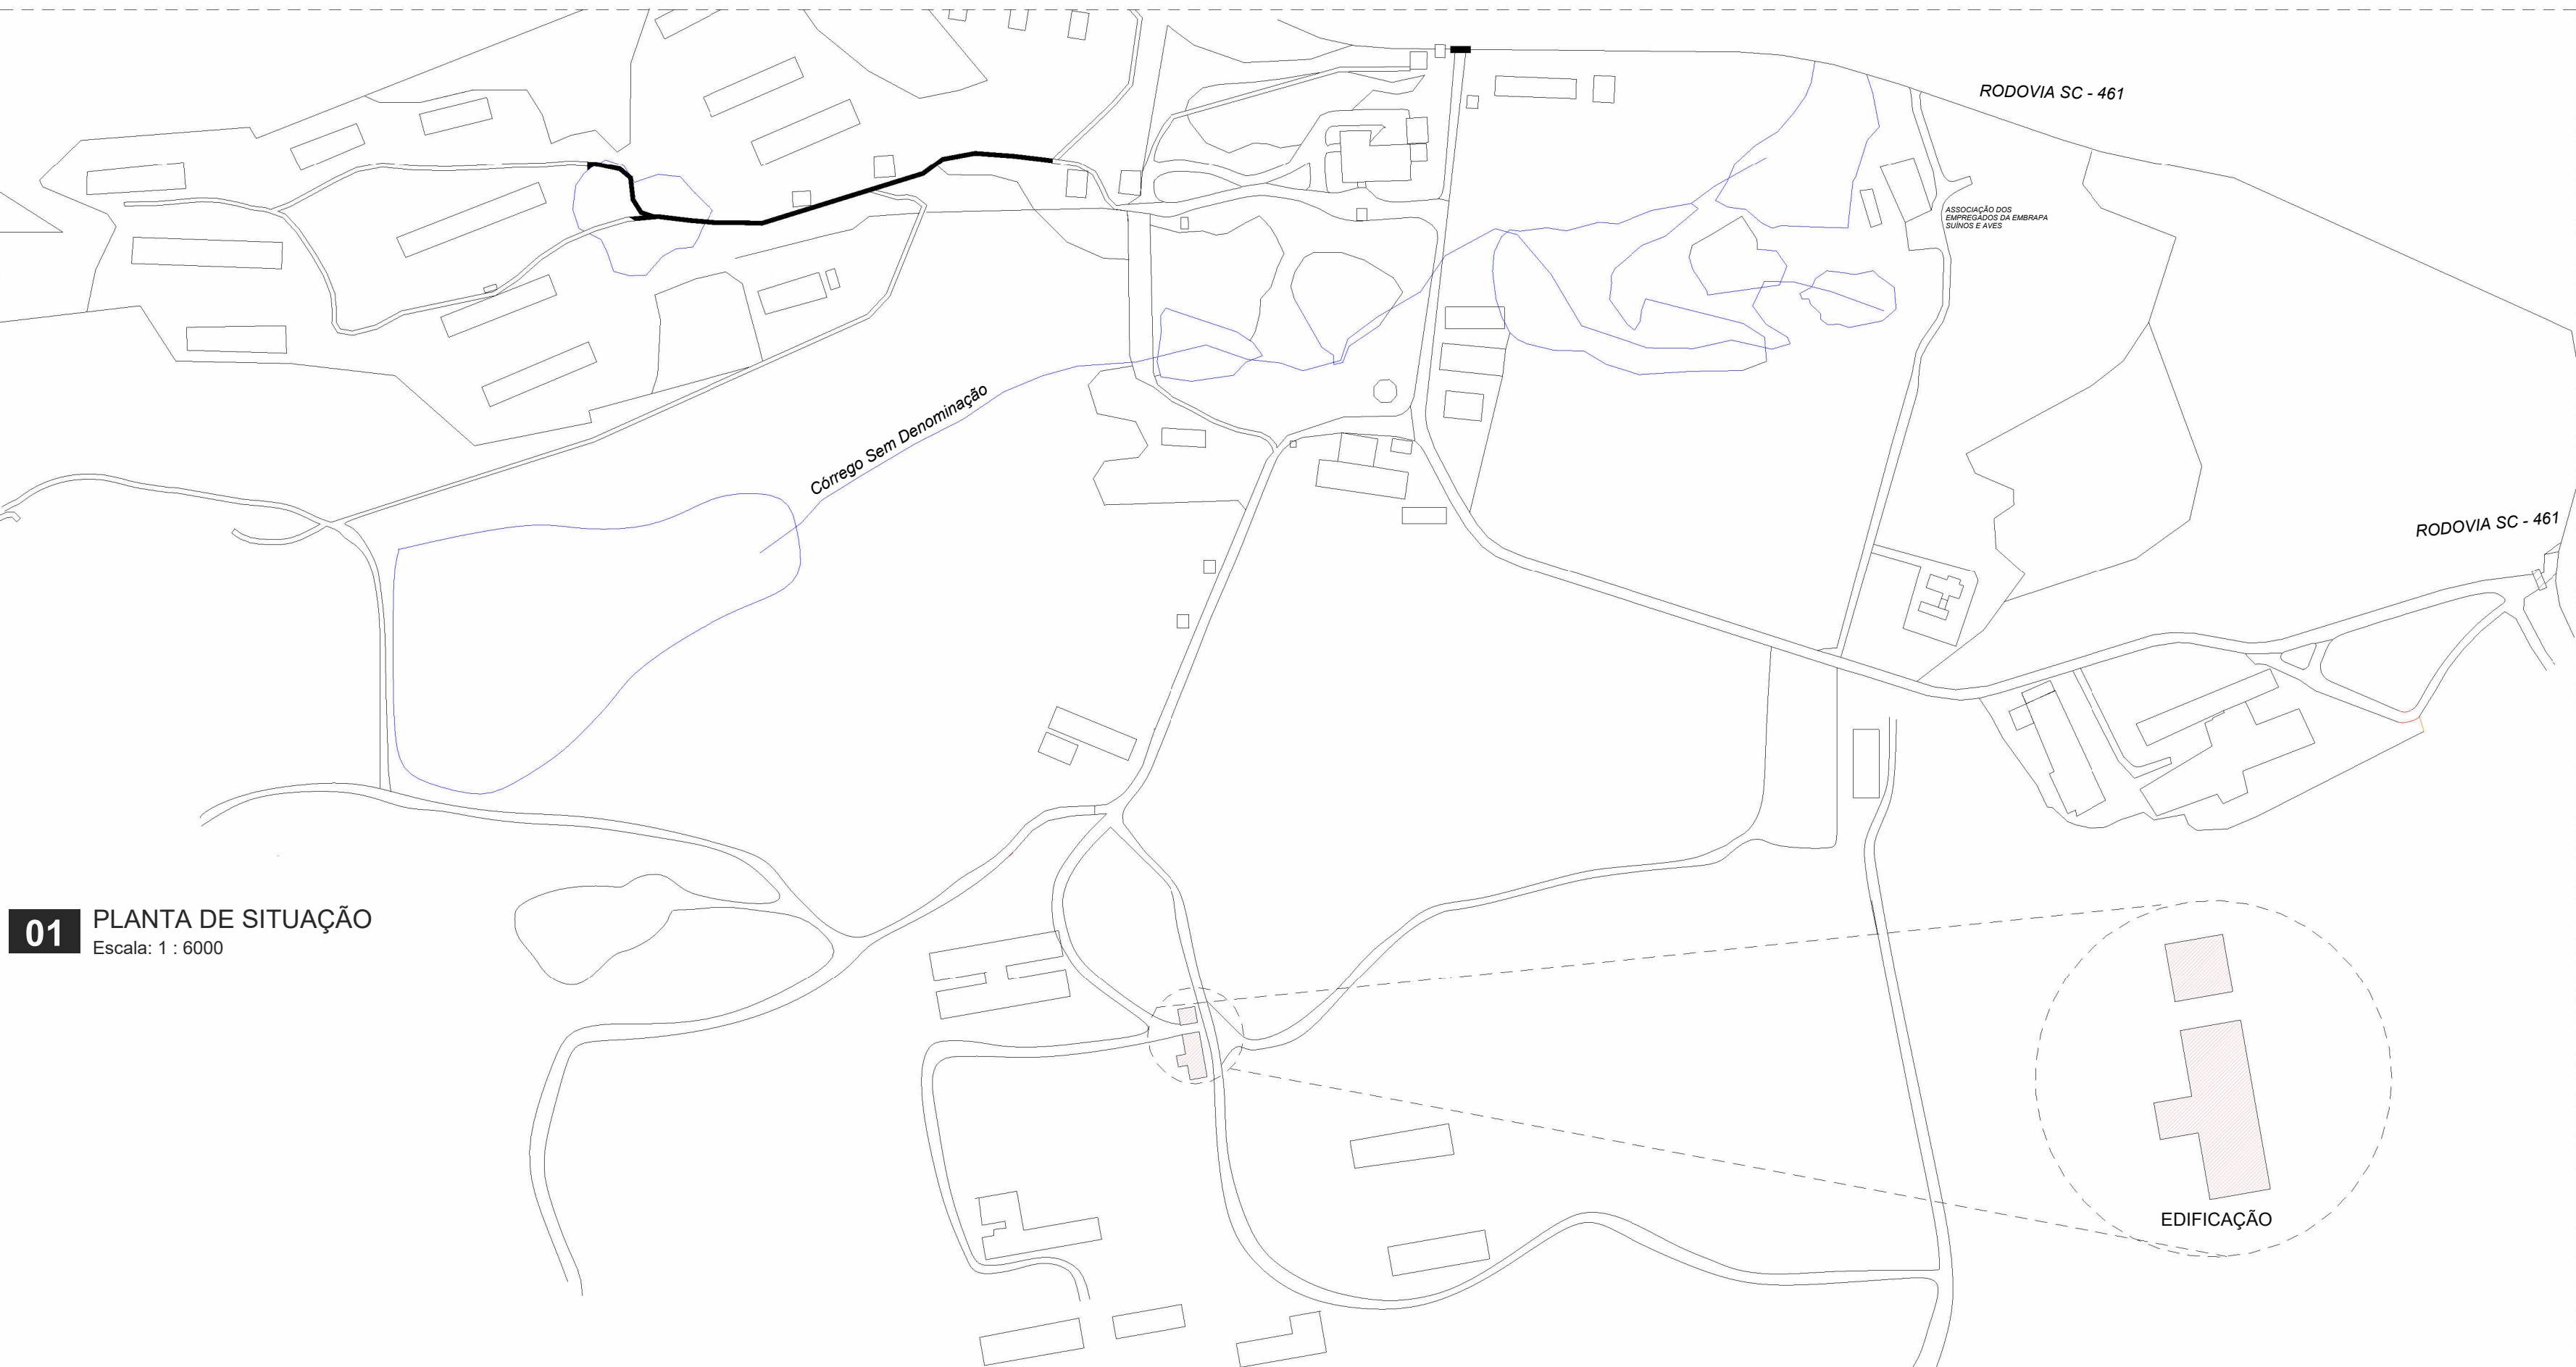 RODOVIA SC - 461
ASSOCIAÇÃO DOS
EMPREGADOS DA EMBRAPA
SUÍNOS E AVES
Córrego Sem Denominação
RODOVIA SC - 461
01
PLANTA DE SITUAÇÃO
Escala: 1 : 6000
EDIFICAÇÃO